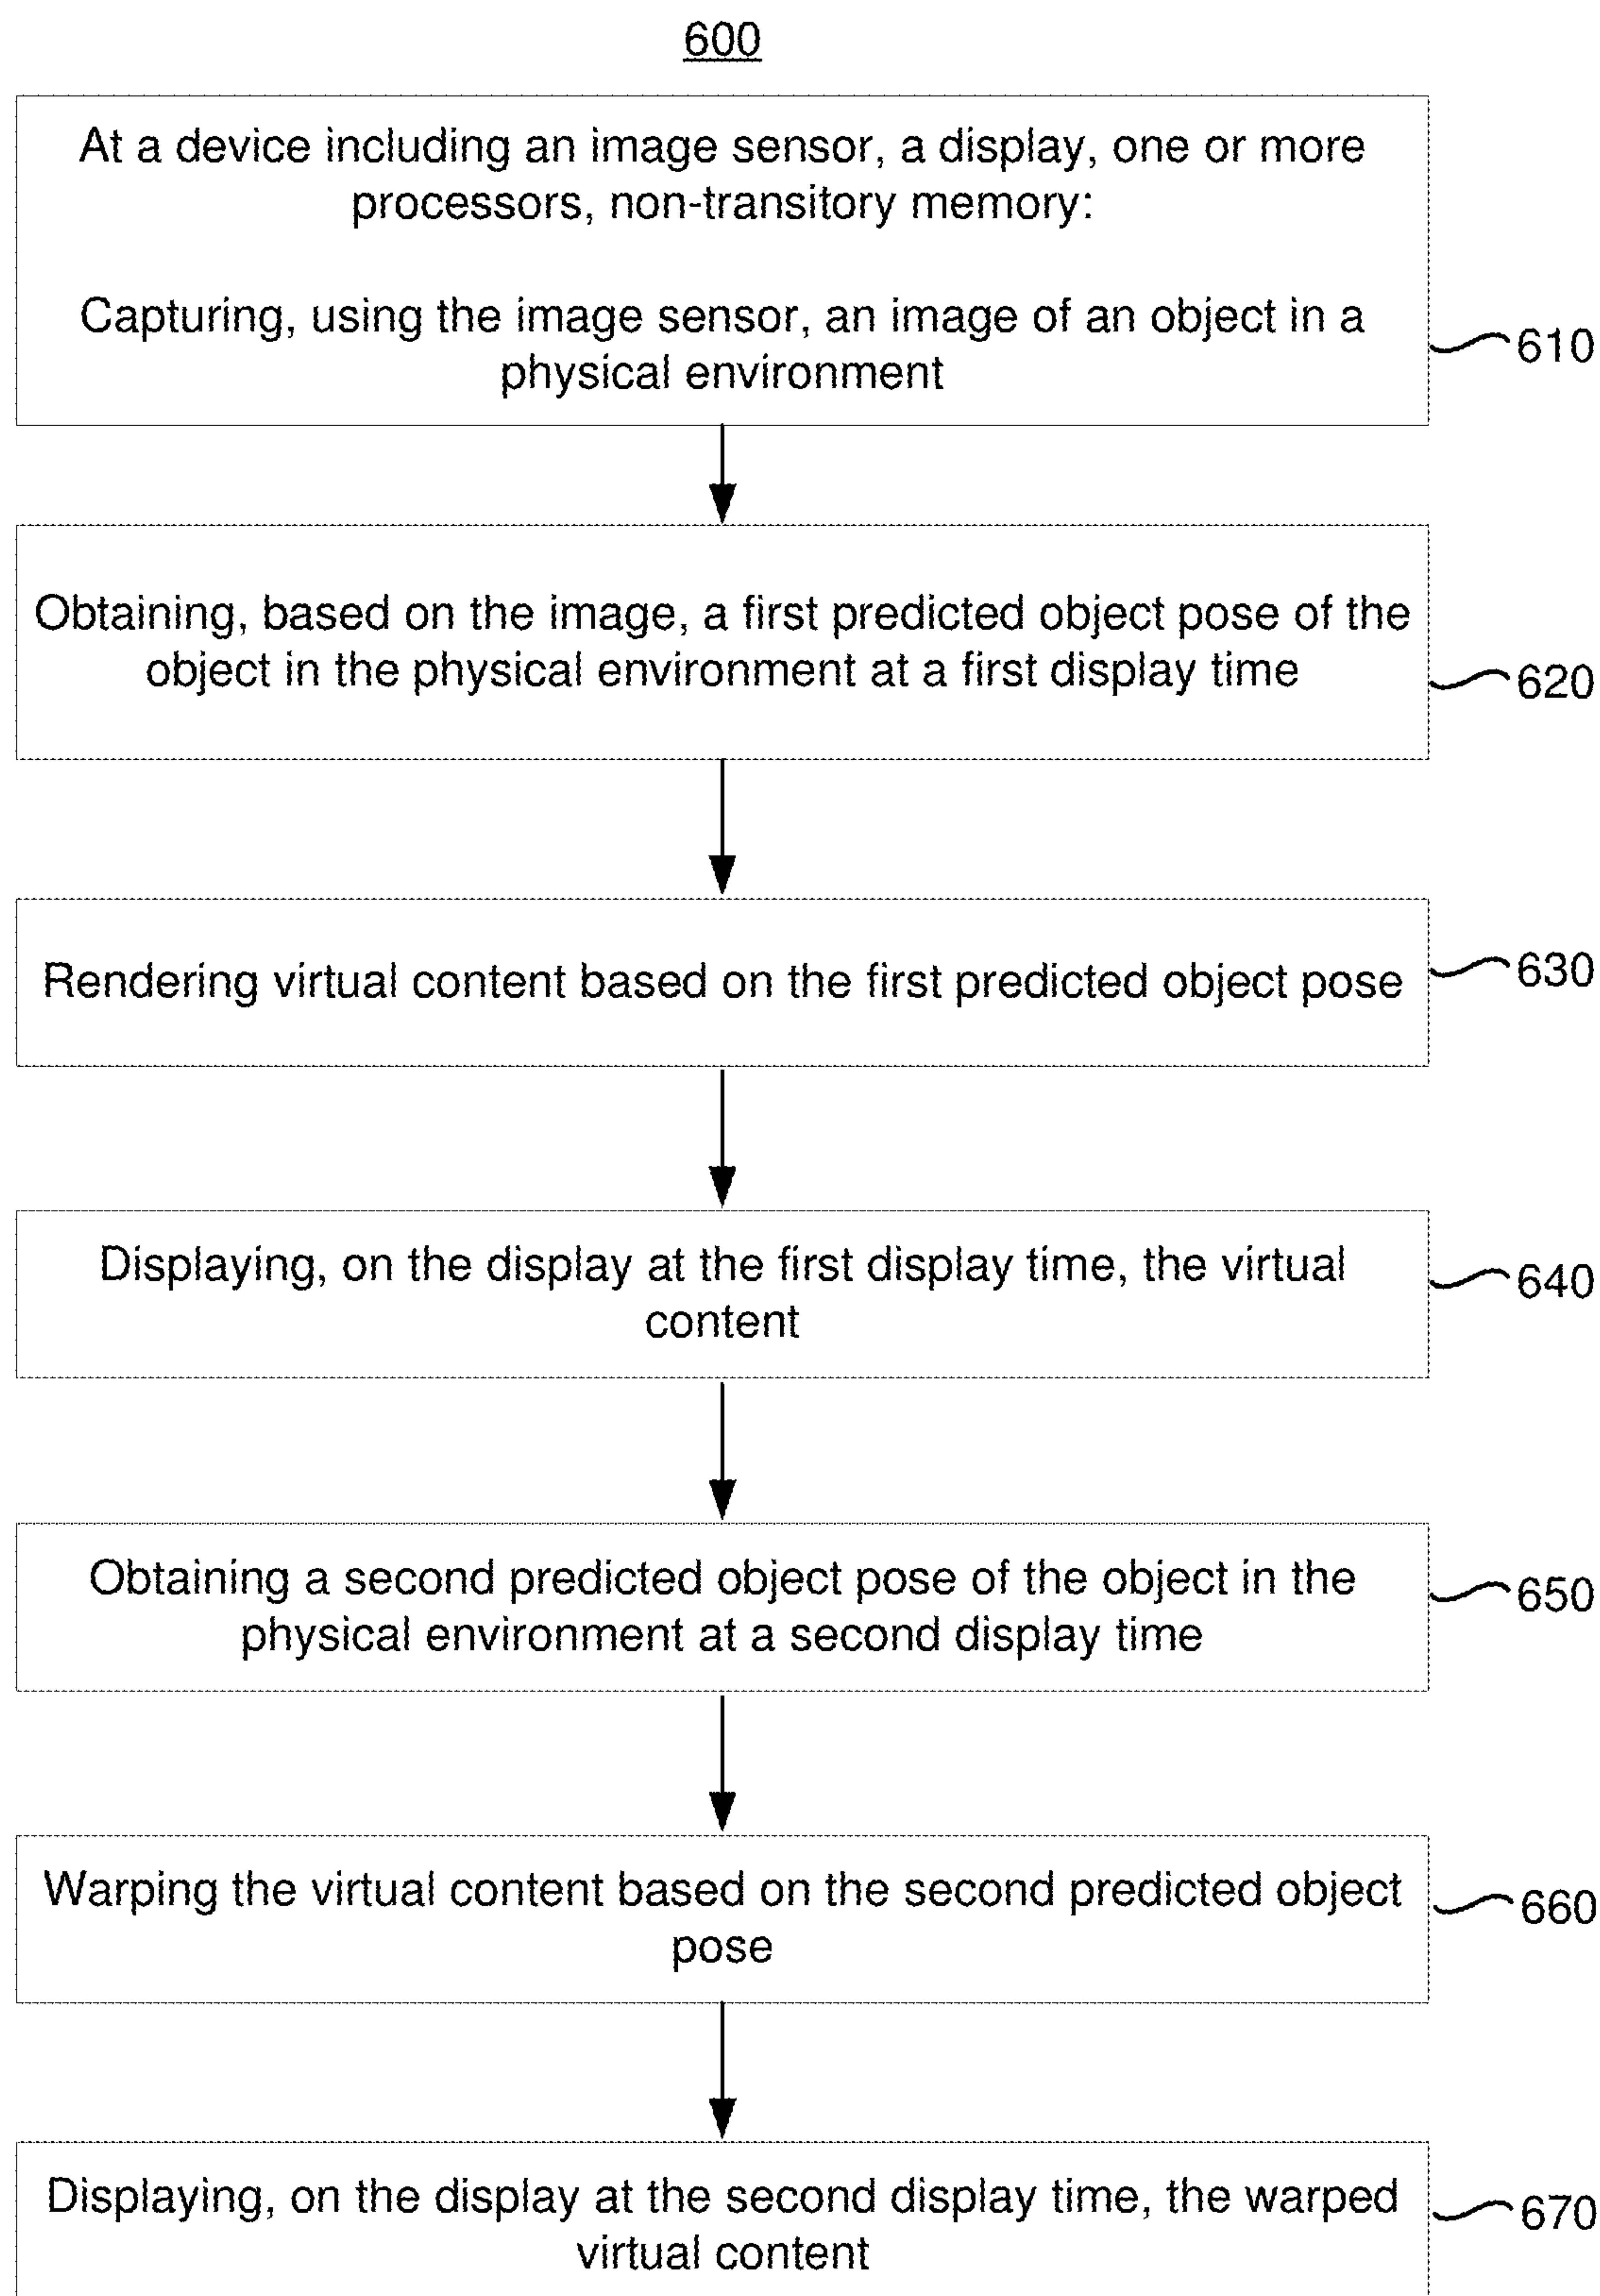 600
At a device including an image sensor, a display, one or more
processors, non-transitory memory:
Capturing, using the image sensor, an image of an object in a
physical environment
610
Obtaining, based on the image, a first predicted object pose of the
object in the physical environment at a first display time
620
Rendering virtual content based on the first predicted object pose
630
Displaying, on the display at the first display time, the virtual
content
640
Obtaining a second predicted object pose of the object in the
physical environment at a second display time
650
Warping the virtual content based on the second predicted object
pose
660
Displaying, on the display at the second display time, the warped
virtual content
670